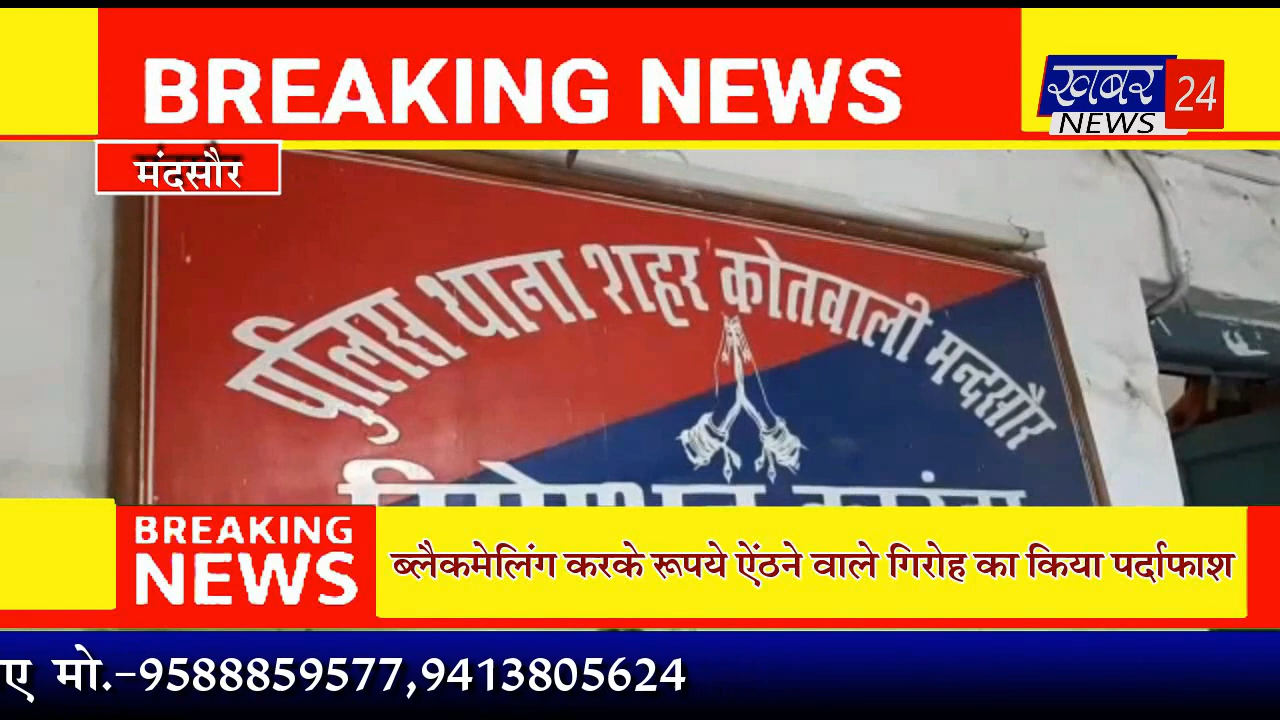 BREAKING NEWS
खबर
24
NEWS
मंदसौर
पुलिस थाना शहर कोतवाली मन्दसौर
BREAKING
NEWS
ब्लैकमेलिंग करके रूपये ऐंठने वाले गिरोह का किया पर्दाफाश
ए मो.-9588859577,9413805624